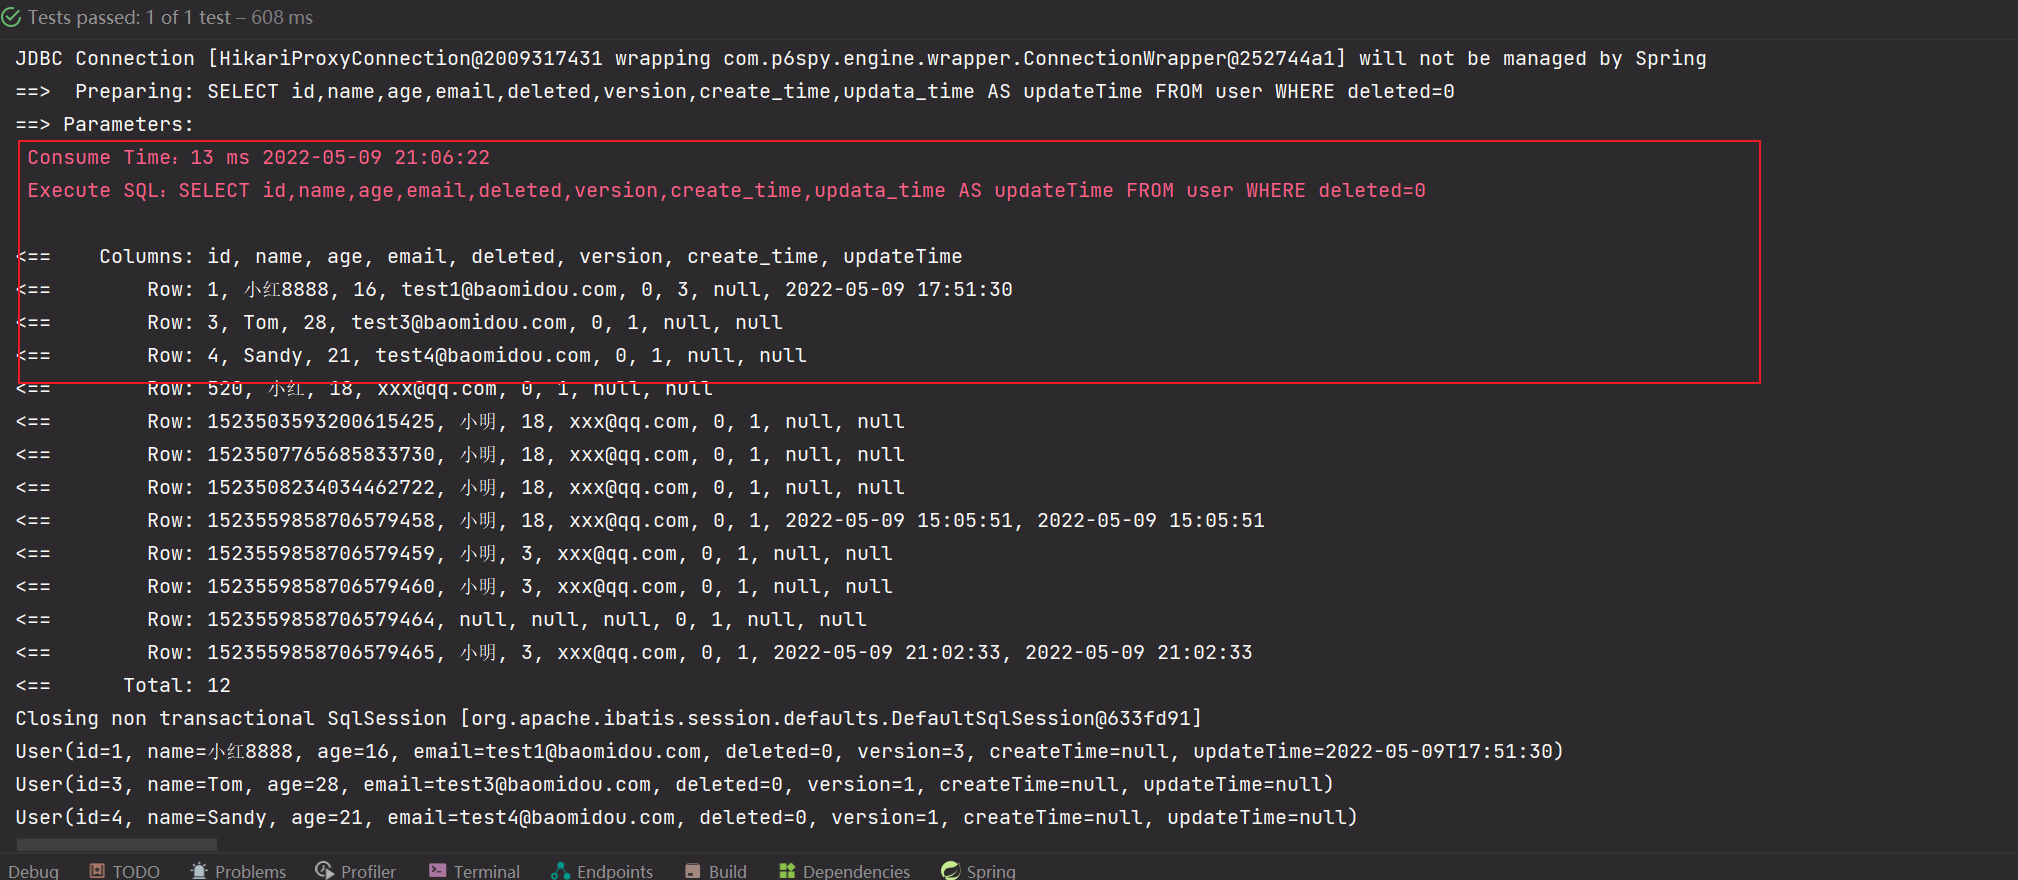 Tests passed: 1 of 1 test – 608 ms
JDBC Connection [HikariProxyConnection@2009317431 wrapping com.p6spy.engine.wrapper.ConnectionWrapper@252744a1] will not be managed by Spring
==>  Preparing: SELECT id,name,age,email,deleted,version,create_time,updata_time AS updateTime FROM user WHERE deleted=0
==> Parameters:
Consume Time：13 ms 2022-05-09 21:06:22
Execute SQL：SELECT id,name,age,email,deleted,version,create_time,updata_time AS updateTime FROM user WHERE deleted=0
<==    Columns: id, name, age, email, deleted, version, create_time, updateTime
<==        Row: 1, 小红8888, 16, test1@baomidou.com, 0, 3, null, 2022-05-09 17:51:30
<==        Row: 3, Tom, 28, test3@baomidou.com, 0, 1, null, null
<==        Row: 4, Sandy, 21, test4@baomidou.com, 0, 1, null, null
<==        Row: 520, 小红, 18, xxx@qq.com, 0, 1, null, null
<==        Row: 1523503593200615425, 小明, 18, xxx@qq.com, 0, 1, null, null
<==        Row: 1523507765685833730, 小明, 18, xxx@qq.com, 0, 1, null, null
<==        Row: 1523508234034462722, 小明, 18, xxx@qq.com, 0, 1, null, null
<==        Row: 1523559858706579458, 小明, 18, xxx@qq.com, 0, 1, 2022-05-09 15:05:51, 2022-05-09 15:05:51
<==        Row: 1523559858706579459, 小明, 3, xxx@qq.com, 0, 1, null, null
<==        Row: 1523559858706579460, 小明, 3, xxx@qq.com, 0, 1, null, null
<==        Row: 1523559858706579464, null, null, null, 0, 1, null, null
<==        Row: 1523559858706579465, 小明, 3, xxx@qq.com, 0, 1, 2022-05-09 21:02:33, 2022-05-09 21:02:33
<==      Total: 12
Closing non transactional SqlSession [org.apache.ibatis.session.defaults.DefaultSqlSession@633fd91]
User(id=1, name=小红8888, age=16, email=test1@baomidou.com, deleted=0, version=3, createTime=null, updateTime=2022-05-09T17:51:30)
User(id=3, name=Tom, age=28, email=test3@baomidou.com, deleted=0, version=1, createTime=null, updateTime=null)
User(id=4, name=Sandy, age=21, email=test4@baomidou.com, deleted=0, version=1, createTime=null, updateTime=null)
Debug TODO Problems Profiler Terminal Endpoints Build Dependencies Spring